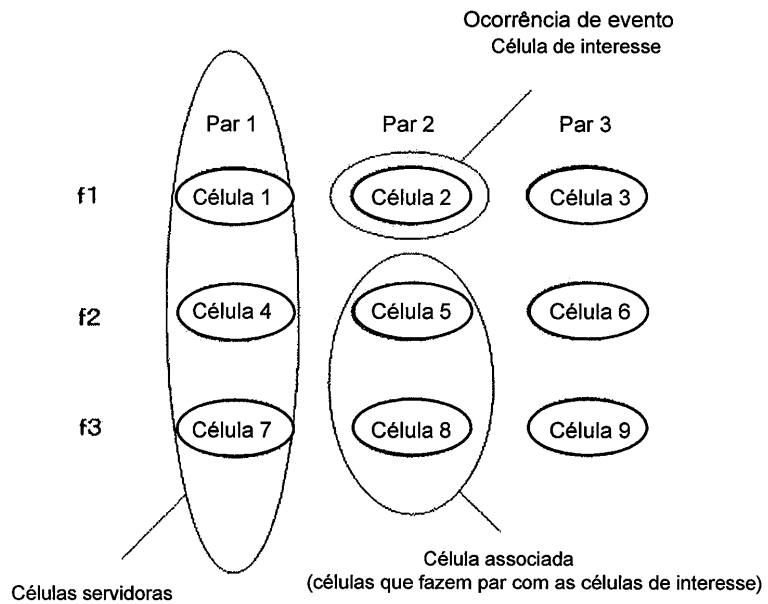 Ocorrência de evento
Célula de interesse
Par 1 Par 2 Par 3
f1 Célula 1 Célula 2 Célula 3
f2 Célula 4 Célula 5 Célula 6
f3 Célula 7 Célula 8 Célula 9
Célula associada
(células que fazem par com as células de interesse)
Células servidoras